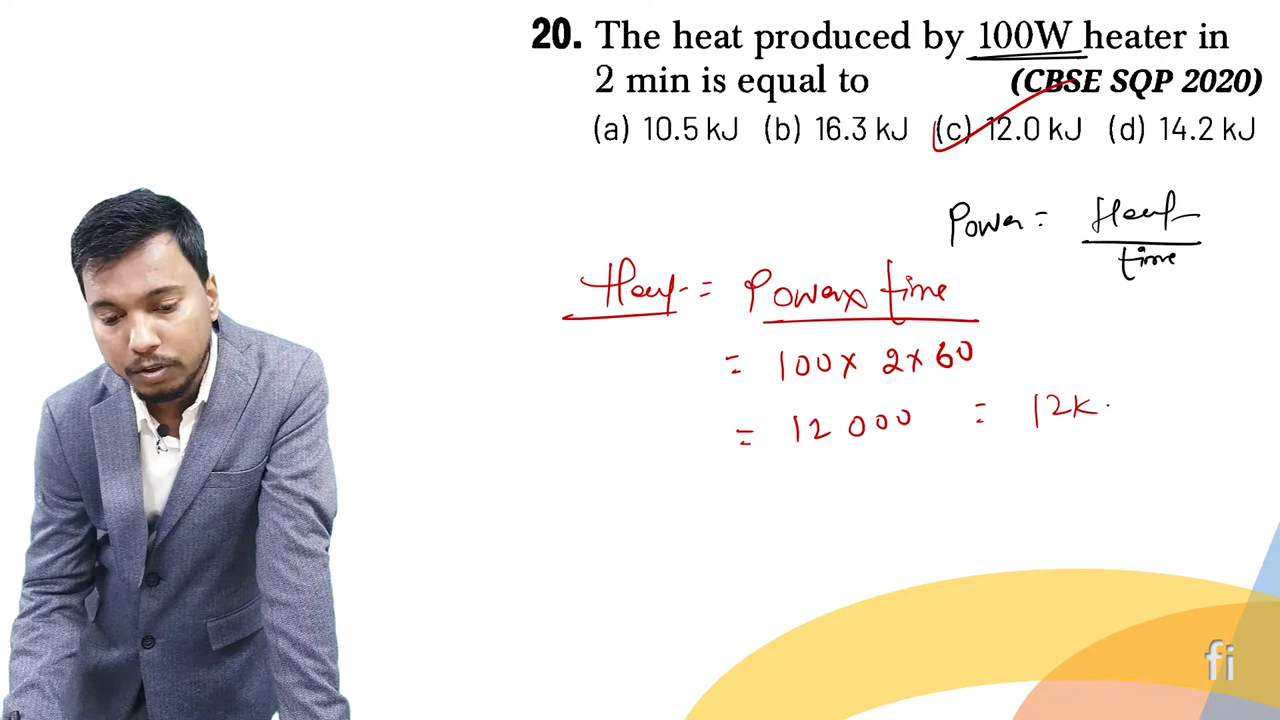 20. The heat produced by 100W heater in
2 min is equal to (CBSE SQP 2020)
(a) 10.5 kJ (b) 16.3 kJ (c) 12.0 kJ (d) 14.2 kJ
Power = Heat
time
Heat = Power x time
= 100 x 2 x 60
= 12000 = 12K.
fi